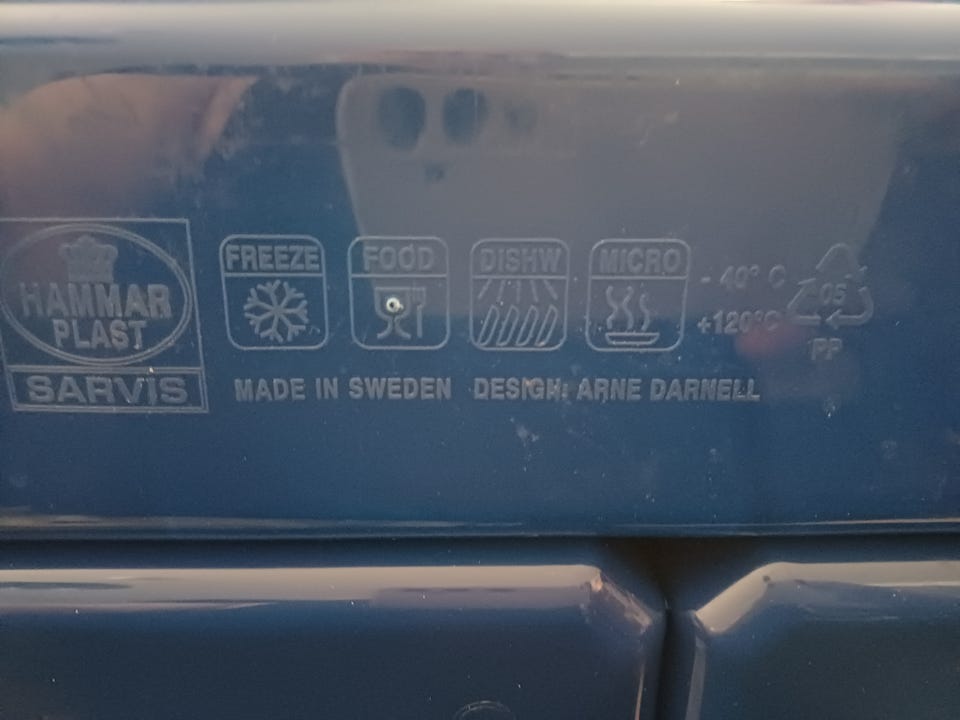 HAMMAR
PLAST
SARVIS
FREEZE
FOOD
DISHW
MICRO
- 40° C
+120°C
05
PP
MADE IN SWEDEN DESIGN: ARNE DARNELL